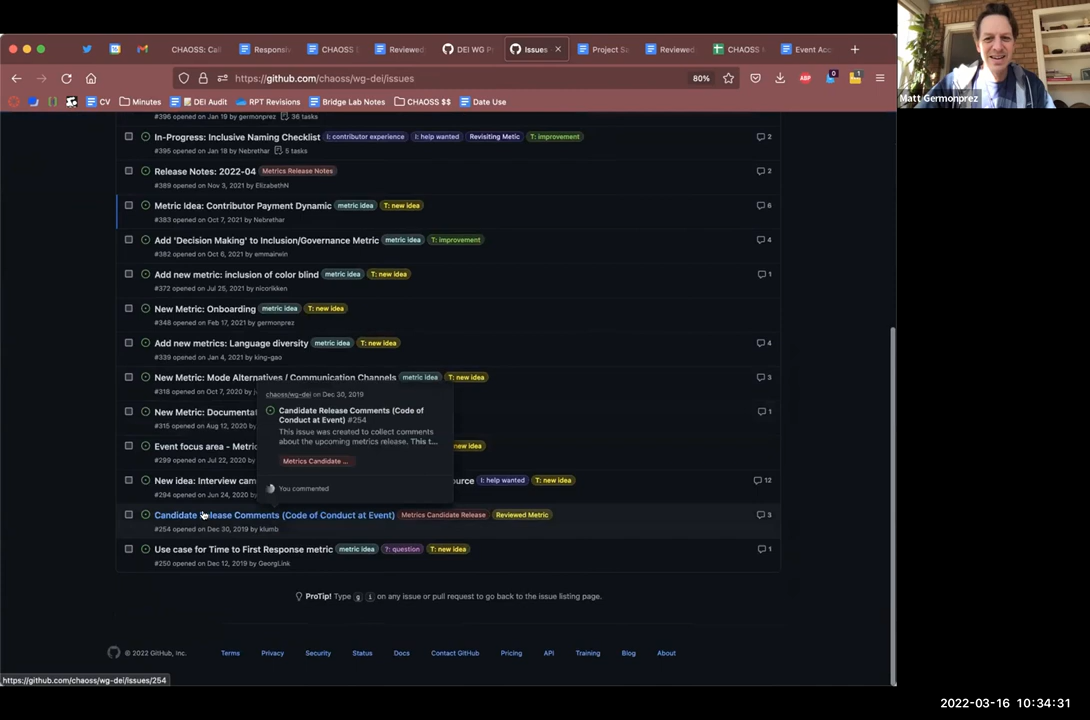 CHAOSS: Cal
Responsiv
CHAOSS
Reviewed
DEI WG P
Issues
Project S
Reviewed
CHAOSS
Event Acc
https://github.com/chaoss/wg-dei/issues
80%
ABP
0
1
CV
Minutes
DEI Audit
RPT Revisions
Bridge Lab Notes
CHAOSS $$
Date Use
Matt Germonprez
#396 opened on Jan 19 by germonprez 36 tasks
In-Progress: Inclusive Naming Checklist I: contributor experience I: help wanted Revisiting Metic T: improvement 2
#395 opened on Jan 18 by Nebrethar 5 tasks
Release Notes: 2022-04 Metrics Release Notes 2
#389 opened on Nov 3, 2021 by ElizabethN
Metric Idea: Contributor Payment Dynamic metric idea T: new idea 6
#383 opened on Oct 7, 2021 by Nebrethar
Add 'Decision Making' to Inclusion/Governance Metric metric idea T: improvement 4
#382 opened on Oct 6, 2021 by emmairwin
Add new metric: inclusion of color blind metric idea T: new idea 1
#372 opened on Jul 25, 2021 by nicorikken
New Metric: Onboarding metric idea T: new idea
#348 opened on Feb 17, 2021 by germonprez
Add new metrics: Language diversity metric idea T: new idea 4
#339 opened on Jan 4, 2021 by king-gao
New Metric: Mode Alternatives / Communication Channels metric idea T: new idea 3
#318 opened on Oct 7, 2020 by
chaoss/wg-dei on Dec 30, 2019
New Metric: Documentat 1
#315 opened on Aug 12, 2020 by
Candidate Release Comments (Code of
Conduct at Event) #254
This issue was created to collect comments
about the upcoming metrics release. This t...
Event focus area - Metric new idea
#299 opened on Jul 22, 2020 by
Metrics Candidate ...
New idea: Interview cam ource I: help wanted T: new idea 12
#294 opened on Jun 24, 2020 by
You commented
Candidate Release Comments (Code of Conduct at Event) Metrics Candidate Release Reviewed Metric 3
#254 opened on Dec 30, 2019 by klumb
Use case for Time to First Response metric metric idea ?: question T: new idea 1
#250 opened on Dec 12, 2019 by GeorgLink
ProTip! Type g i on any issue or pull request to go back to the issue listing page.
© 2022 GitHub, Inc.
Terms
Privacy
Security
Status
Docs
Contact GitHub
Pricing
API
Training
Blog
About
https://github.com/chaoss/wg-dei/issues/254
2022-03-16 10:34:31